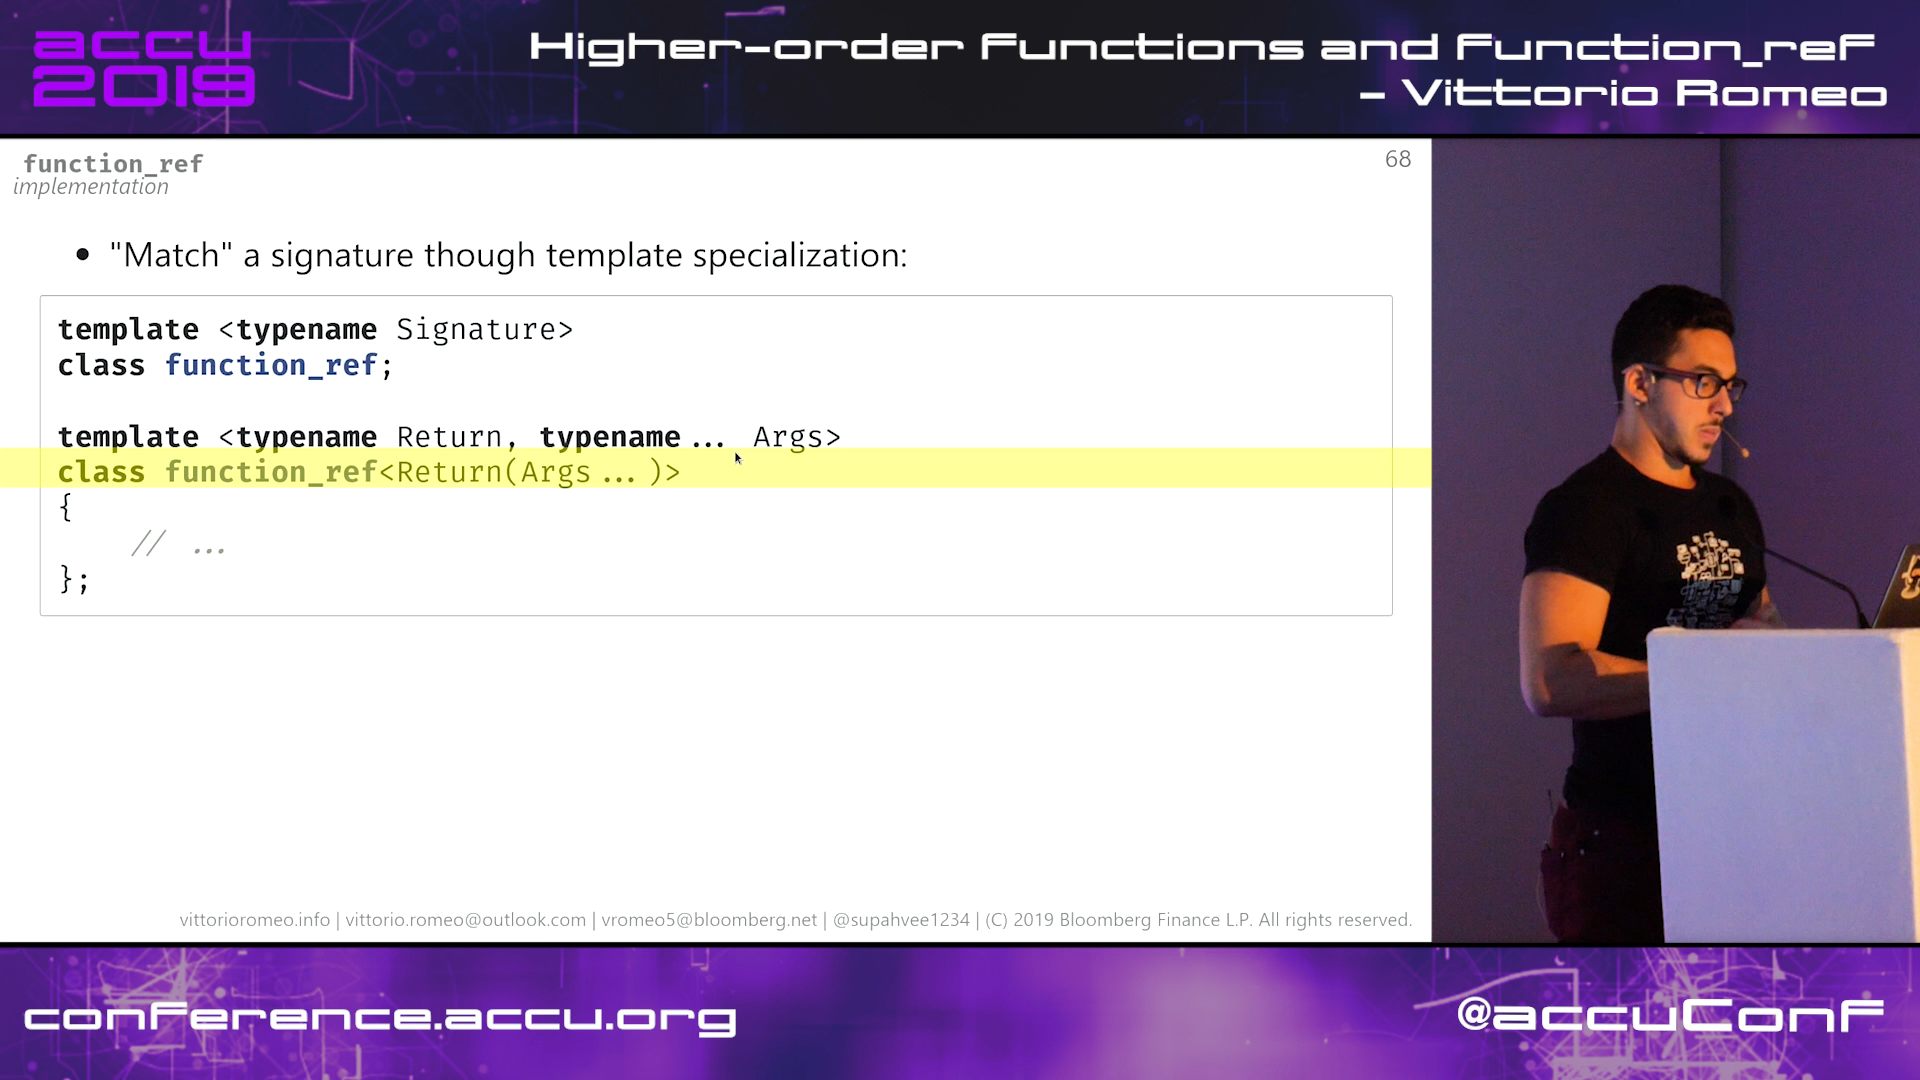 accu
2019
Higher-order Functions and Function_ref
- Vittorio Romeo
function_ref
implementation
68
• "Match" a signature though template specialization:
template <typename Signature>
class function_ref;
template <typename Return, typename... Args>
class function_ref<Return(Args...)>
{
// ...
};
vittorioromeo.info | vittorio.romeo@outlook.com | vromeo5@bloomberg.net | @supahvee1234 | (C) 2019 Bloomberg Finance L.P. All rights reserved.
conference.accu.org
@accuConf